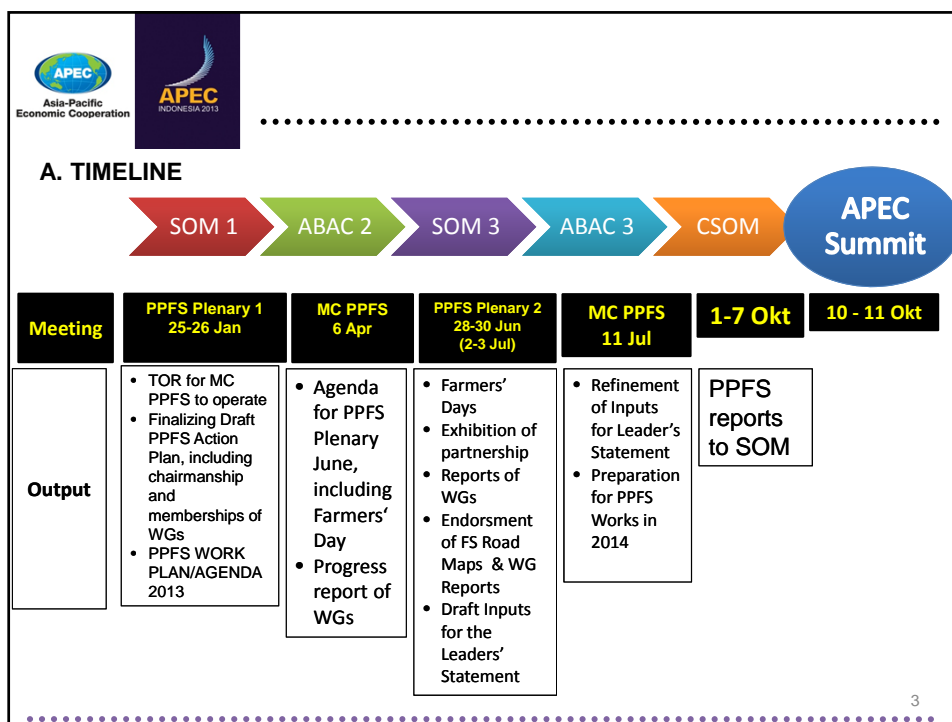 APEC
Asia-Pacific
Economic Cooperation
APEC
INDONESIA 2013
A. TIMELINE
SOM 1
ABAC 2
SOM 3
ABAC 3
CSOM
APEC
Summit
Meeting
PPFS Plenary 1
25-26 Jan
MC PPFS
6 Apr
PPFS Plenary 2
28-30 Jun
(2-3 Jul)
MC PPFS
11 Jul
1-7 Okt
10 - 11 Okt
Output
• TOR for MC
PPFS to operate
• Finalizing Draft
PPFS Action
Plan, including
chairmanship
and
memberships of
WGs
• PPFS WORK
PLAN/AGENDA
2013
• Agenda
for PPFS
Plenary
June,
including
Farmers‘
Day
• Progress
report of
WGs
• Farmers’
Days
• Exhibition of
partnership
• Reports of
WGs
• Endorsment
of FS Road
Maps & WG
Reports
• Draft Inputs
for the
Leaders’
Statement
• Refinement
of Inputs
for Leader’s
Statement
• Preparation
for PPFS
Works in
2014
PPFS
reports
to SOM
3